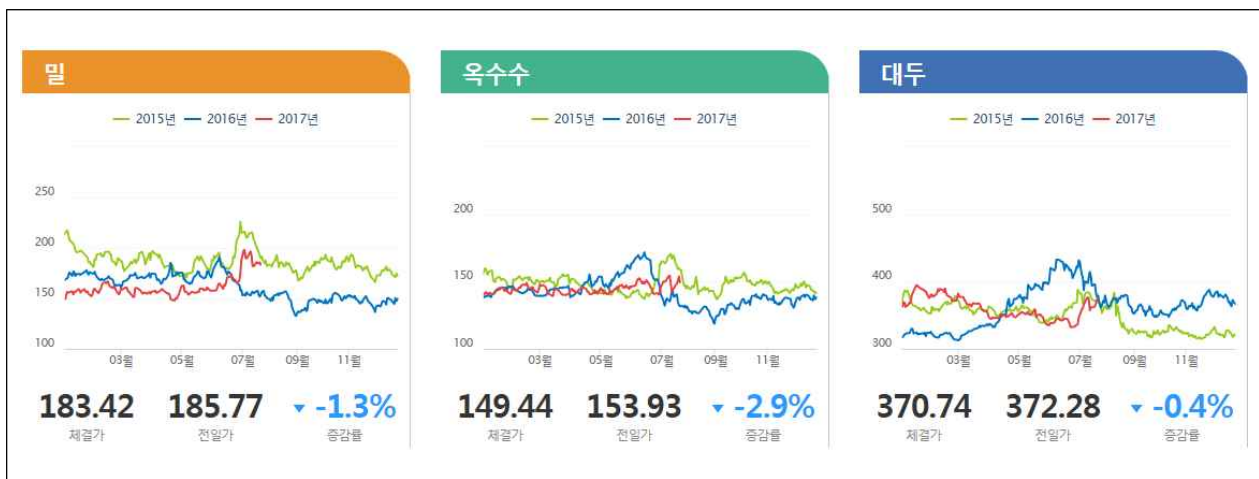 밀
2015년 2016년 2017년
250
200
150
100
03월 05월 07월 09월 11월
183.42 185.77 -1.3%
체결가 전일가 증감률
옥수수
2015년 2016년 2017년
200
150
100
03월 05월 07월 09월 11월
149.44 153.93 -2.9%
체결가 전일가 증감률
대두
2015년 2016년 2017년
500
400
300
03월 05월 07월 09월 11월
370.74 372.28 -0.4%
체결가 전일가 증감률